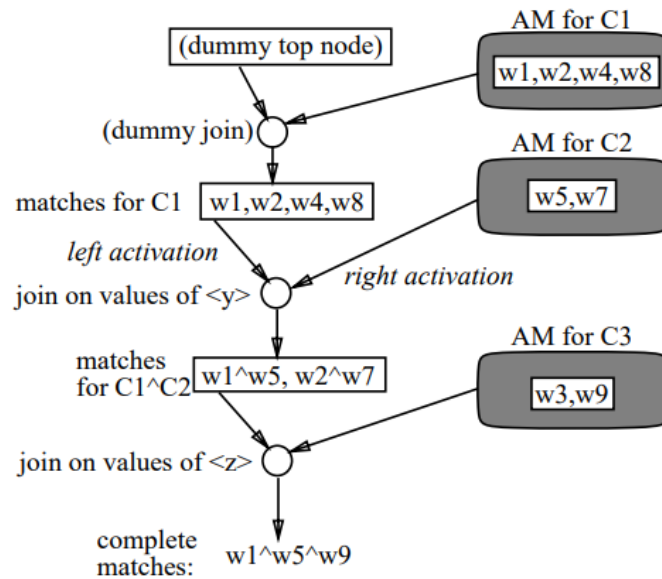 AM for C1
(dummy top node)
w1,w2,w4,w8
(dummy join)
AM for C2
matches for C1
w1,w2,w4,w8
w5,w7
left activation
right activation
join on values of <y>
AM for C3
matches
for C1^C2
w1^w5, w2^w7
w3,w9
join on values of <z>
complete
matches:
w1^w5^w9